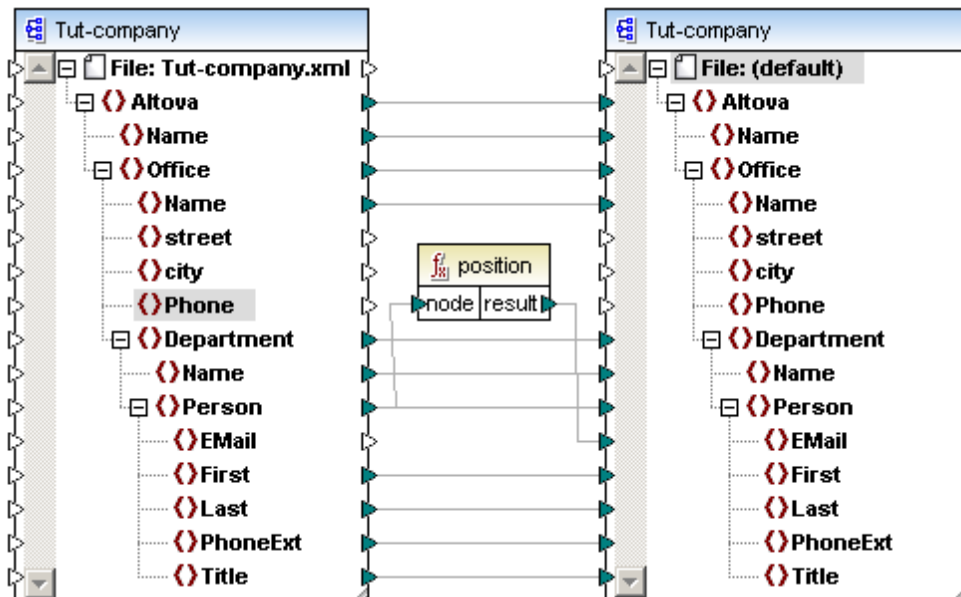 Tut-company
File: Tut-company.xml
Altova
Name
Office
Name
street
city
Phone
Department
Name
Person
EMail
First
Last
PhoneExt
Title
position
node result
Tut-company
File: (default)
Altova
Name
Office
Name
street
city
Phone
Department
Name
Person
EMail
First
Last
PhoneExt
Title